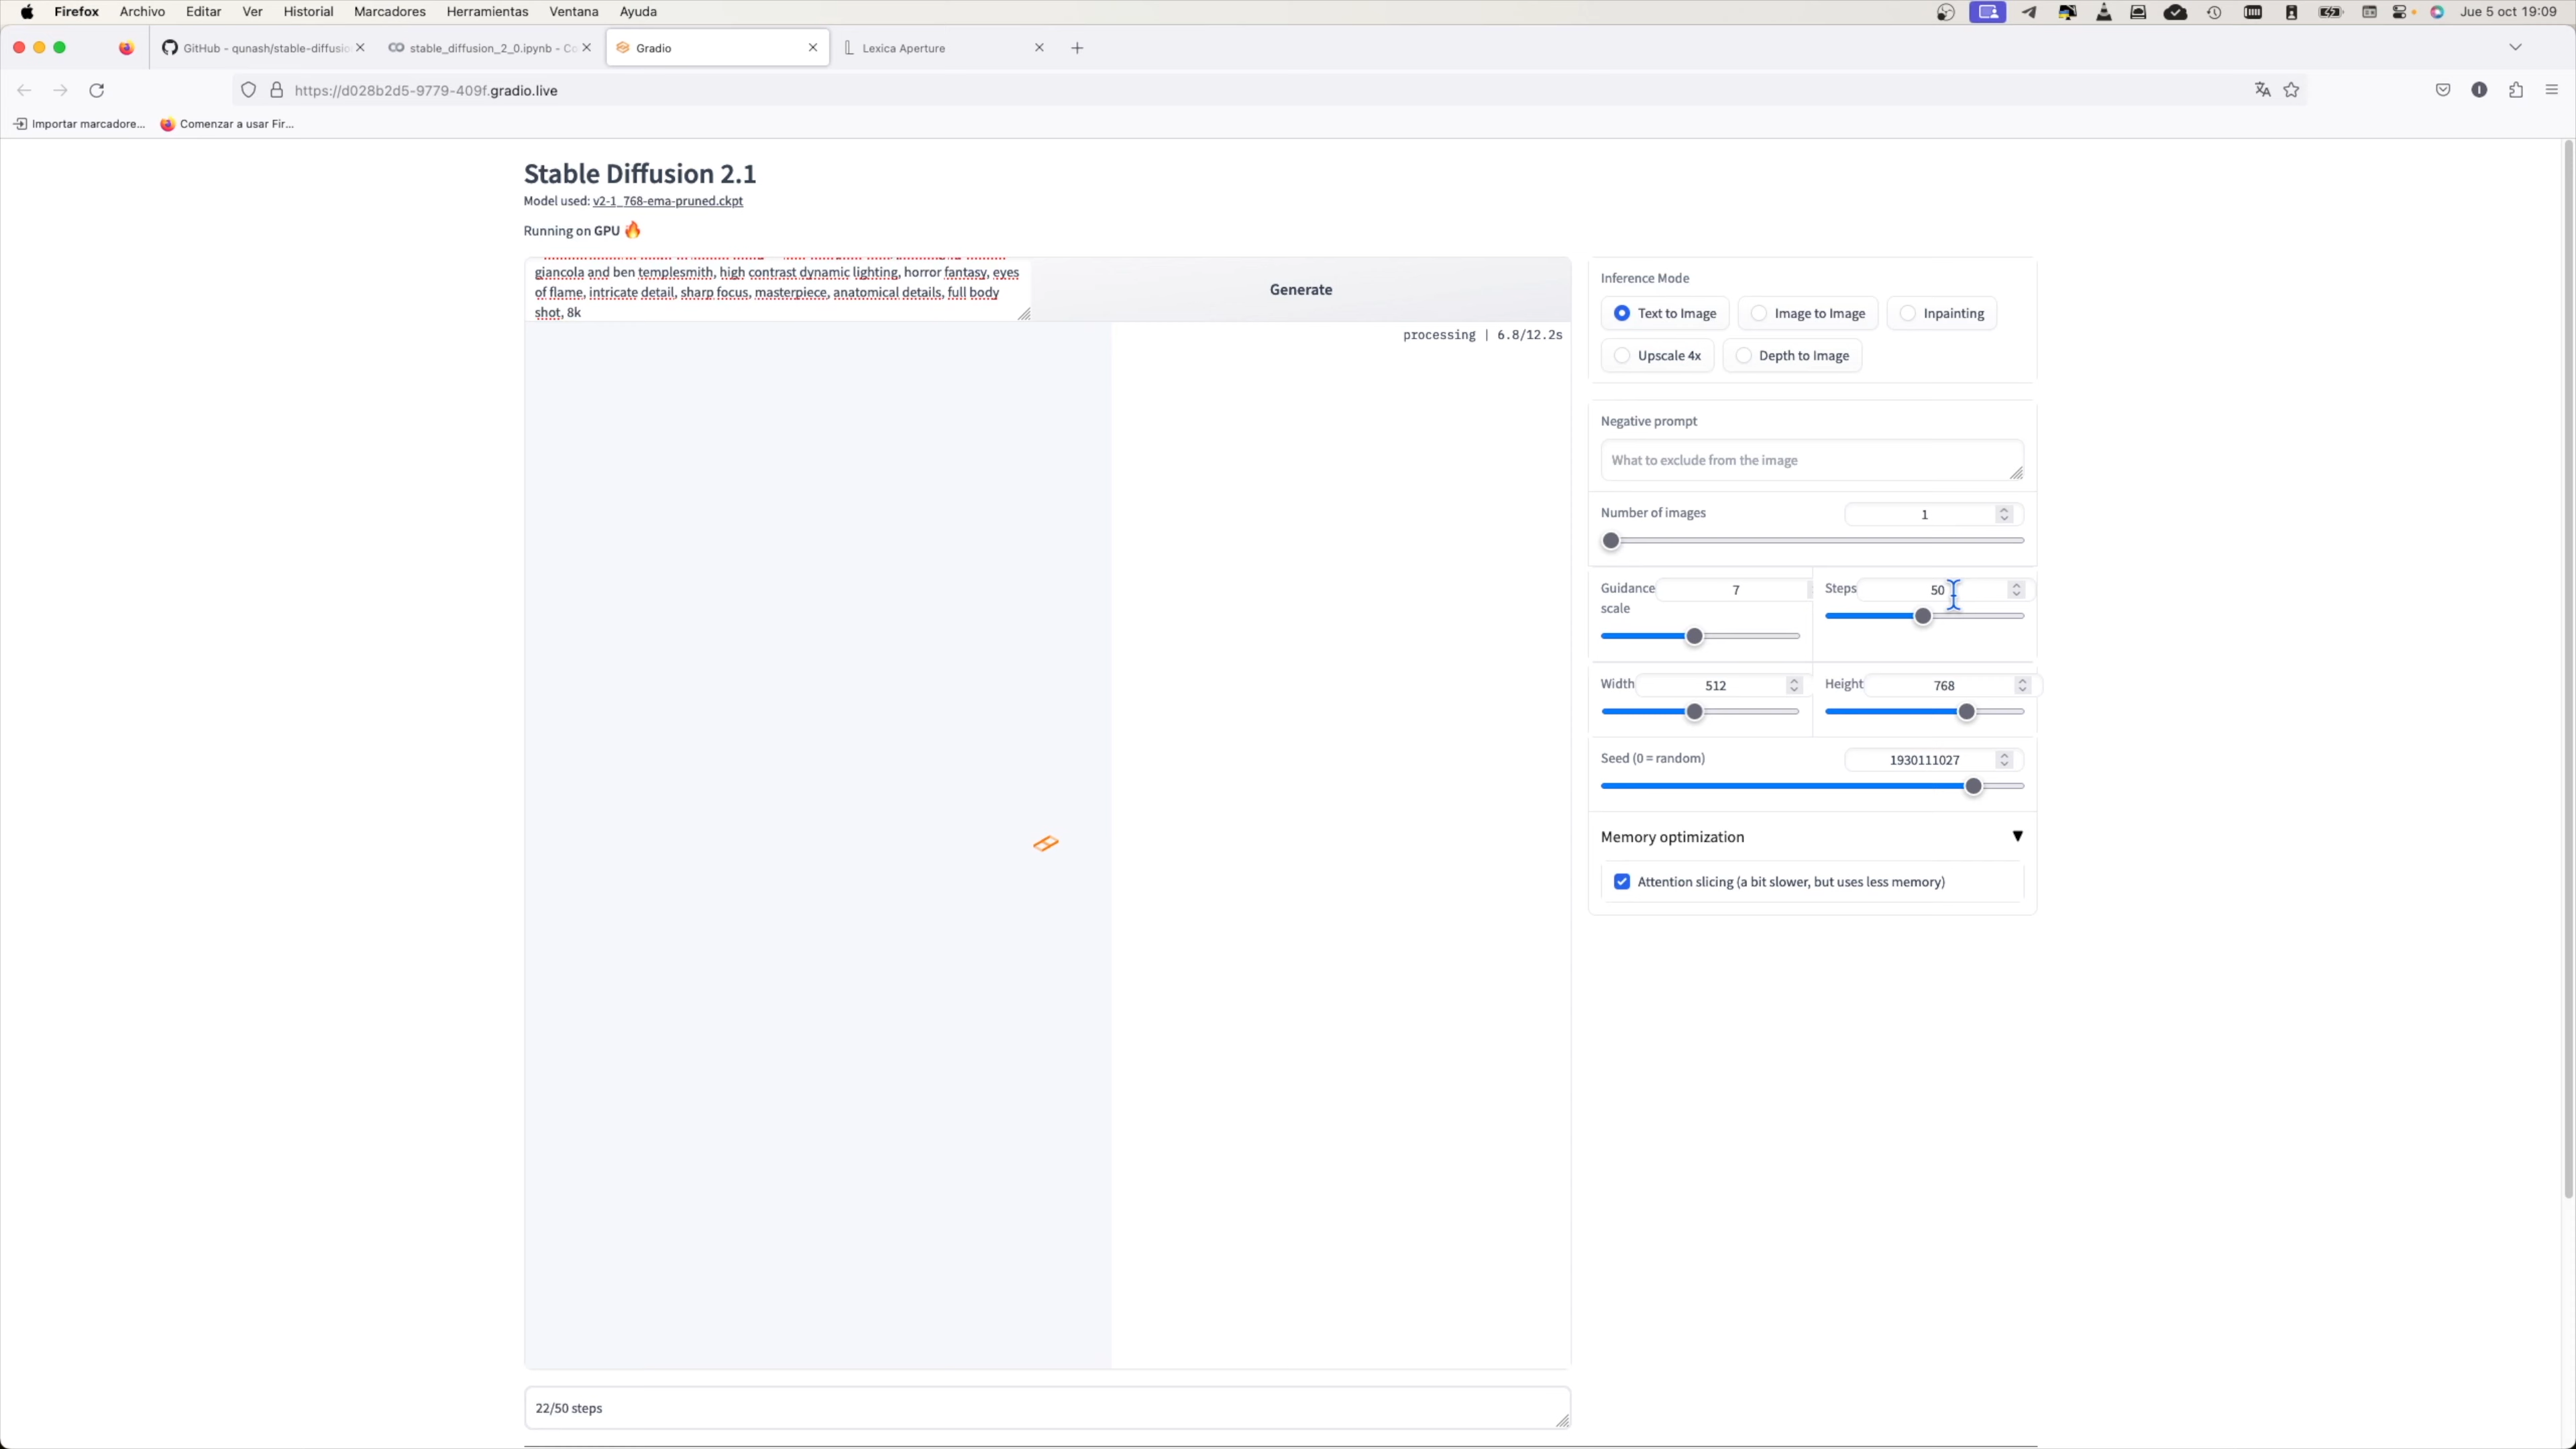 Firefox Archivo Editar Ver Historial Marcadores Herramientas Ventana Ayuda Jue 5 oct 19:09
GitHub - qunash/stable-diffusio stable_diffusion_2_0.ipynb - Co Gradio Lexica Aperture
https://d028b2d5-9779-409f.gradio.live
Importar marcadore... Comenzar a usar Fir...
Stable Diffusion 2.1
Model used: v2-1_768-ema-pruned.ckpt
Running on GPU 🔥
giancola and ben templesmith, high contrast dynamic lighting, horror fantasy, eyes
of flame, intricate detail, sharp focus, masterpiece, anatomical details, full body
shot, 8k
Generate
processing | 6.8/12.2s
22/50 steps
Inference Mode
Text to Image Image to Image Inpainting
Upscale 4x Depth to Image
Negative prompt
What to exclude from the image
Number of images 1
Guidance scale 7
Steps 50
Width 512
Height 768
Seed (0 = random) 1930111027
Memory optimization ▼
Attention slicing (a bit slower, but uses less memory)